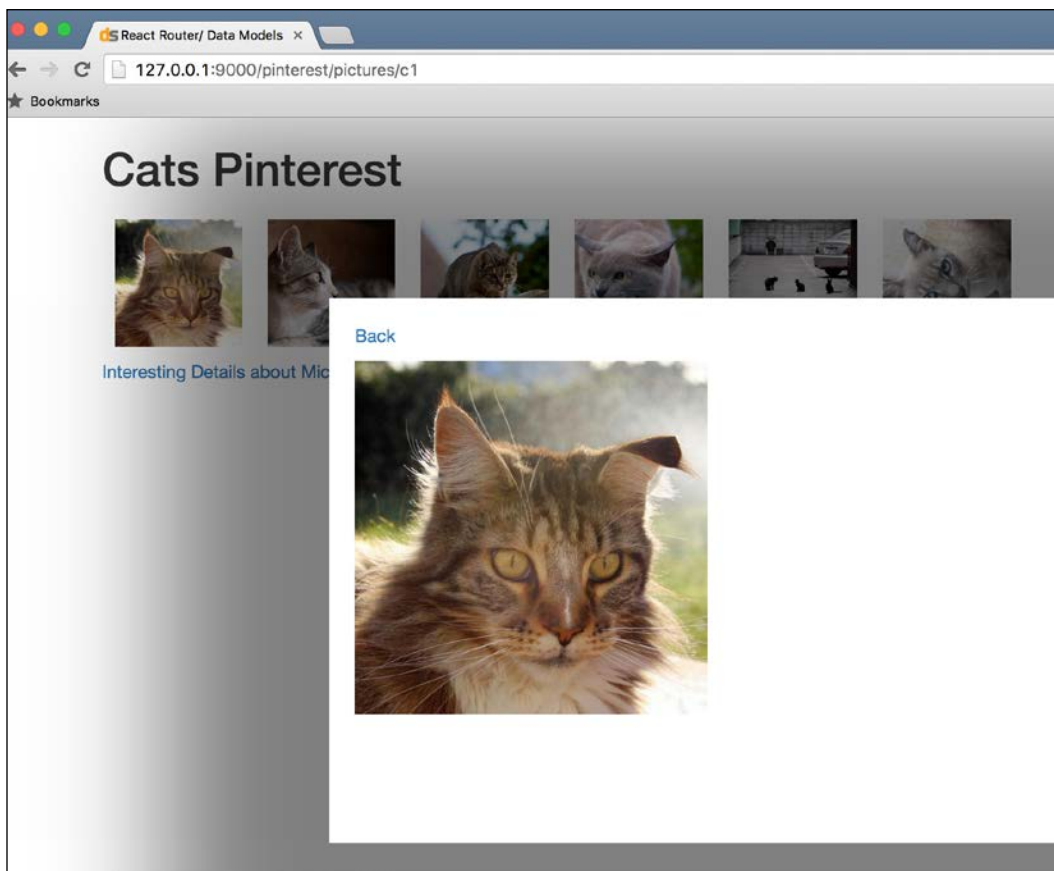 ds React Router/ Data Models ×
127.0.0.1:9000/pinterest/pictures/c1
Bookmarks
Cats Pinterest
Interesting Details about Mic
Back